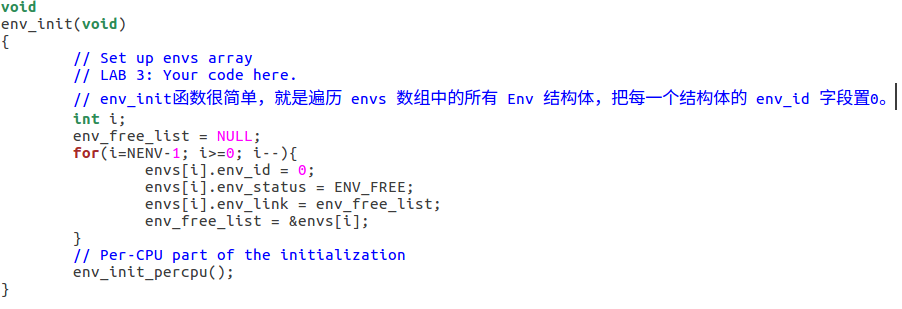 void
env_init(void)
{
        // Set up envs array
        // LAB 3: Your code here.
        // env_init函数很简单，就是遍历 envs 数组中的所有 Env 结构体，把每一个结构体的 env_id 字段置0。
        int i;
        env_free_list = NULL;
        for(i=NENV-1; i>=0; i--){
                envs[i].env_id = 0;
                envs[i].env_status = ENV_FREE;
                envs[i].env_link = env_free_list;
                env_free_list = &envs[i];
        }
        // Per-CPU part of the initialization
        env_init_percpu();
}